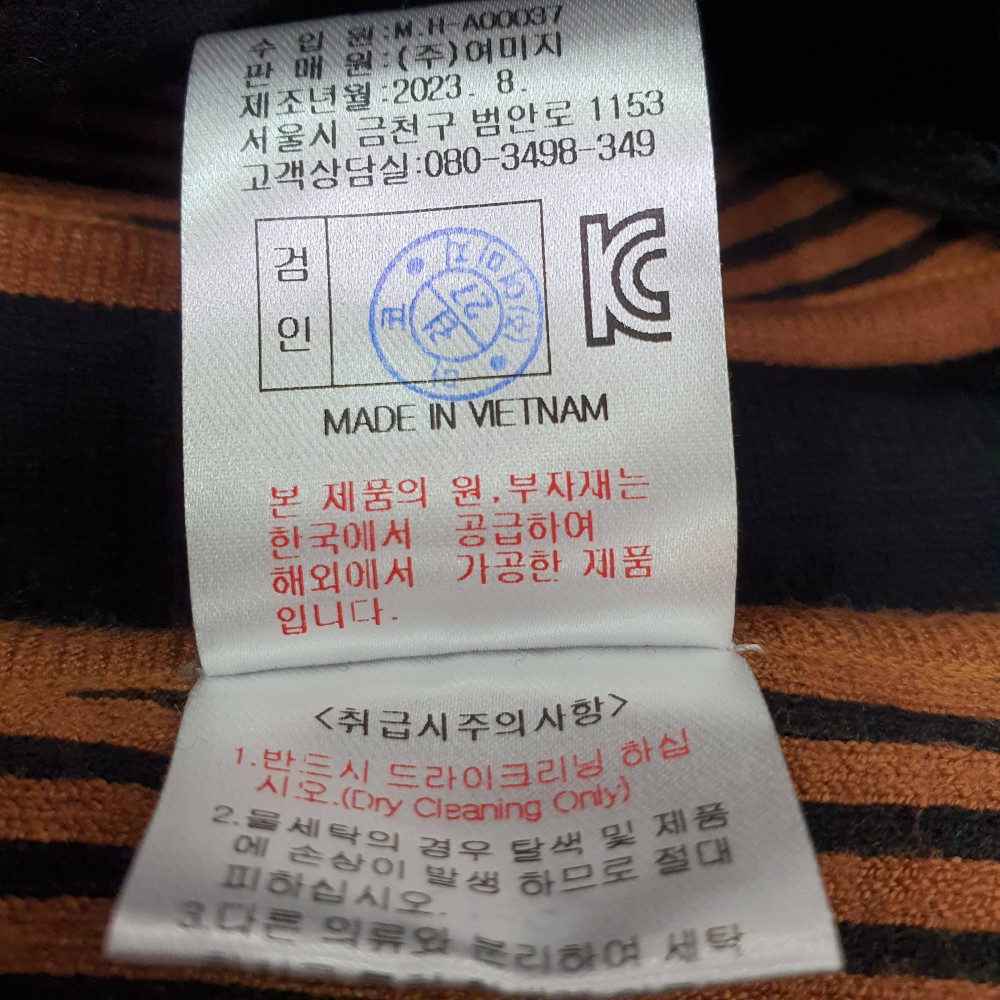 수 입 원:M.H-A00037
판 매 원:(주)여미지
제조년월:2023. 8.
서울시 금천구 범안로 1153
고객상담실:080-3498-349
검
인
KC
MADE IN VIETNAM
본 제품의 원,부자재는
한국에서 공급하여
해외에서 가공한 제품
입니다.
<취급시주의사항>
1.반드시 드라이크리닝 하십
시오.(Dry Cleaning Only)
2.물세탁의 경우 탈색 및 제품
에 손상이 발생 하므로 절대
피하십시오.
3.다른 의류와 분리하여 세탁